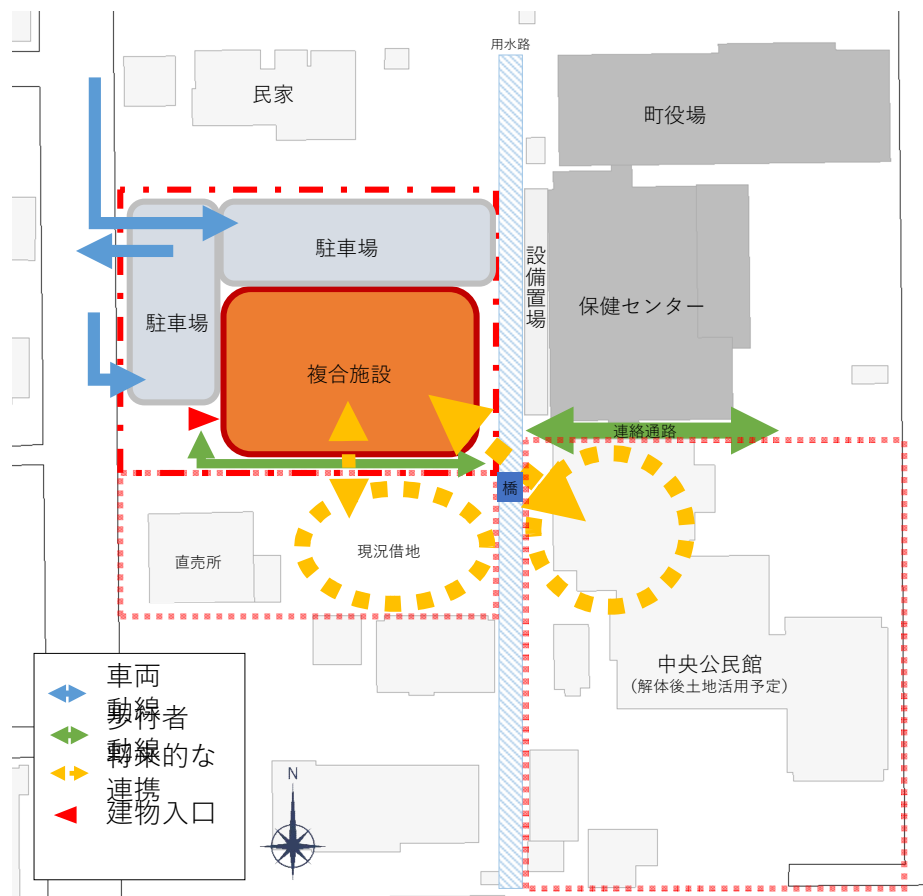 用水路
民家
町役場
駐車場
設備置場
保健センター
駐車場
複合施設
連絡通路
橋
現況借地
直売所
中央公民館
(解体後土地活用予定)
車両
動線
歩行者
動線
将来的な
連携
建物入口
N